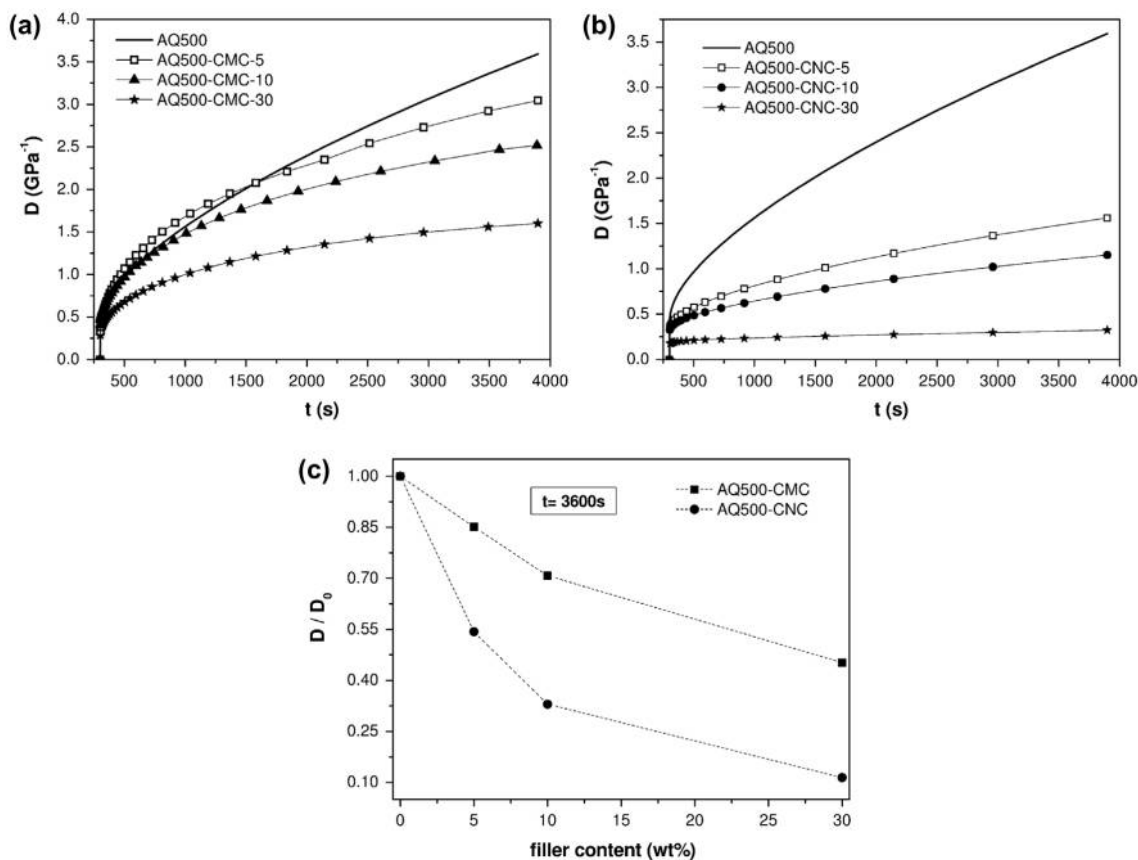 (a)
AQ500
AQ500-CMC-5
AQ500-CMC-10
AQ500-CMC-30
D (GPa⁻¹)
4.0
3.5
3.0
2.5
2.0
1.5
1.0
0.5
0.0
500 1000 1500 2000 2500 3000 3500 4000
t (s)
(b)
AQ500
AQ500-CNC-5
AQ500-CNC-10
AQ500-CNC-30
D (GPa⁻¹)
3.5
3.0
2.5
2.0
1.5
1.0
0.5
0.0
500 1000 1500 2000 2500 3000 3500 4000
t (s)
(c)
t= 3600s
AQ500-CMC
AQ500-CNC
D / D₀
1.00
0.85
0.70
0.55
0.40
0.25
0.10
0 5 10 15 20 25 30
filler content (wt%)